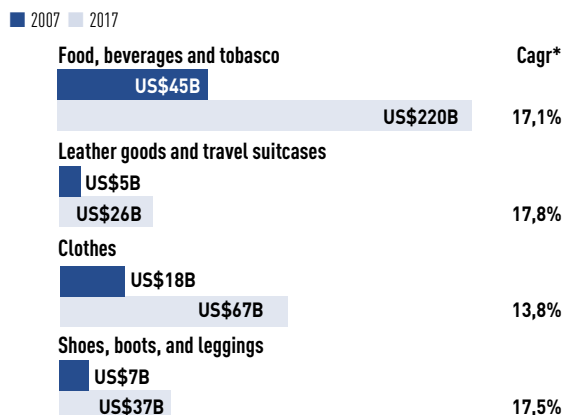 2007 2017
Food, beverages and tobasco Cagr*
US$45B
US$220B 17,1%
Leather goods and travel suitcases
US$5B
US$26B 17,8%
Clothes
US$18B
US$67B 13,8%
Shoes, boots, and leggings
US$7B
US$37B 17,5%